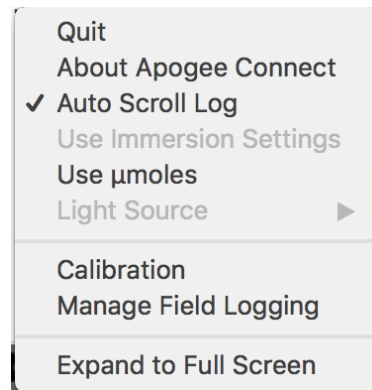 Quit
About Apogee Connect
✓ Auto Scroll Log
Use Immersion Settings
Use µmoles
Light Source ▶
Calibration
Manage Field Logging
Expand to Full Screen